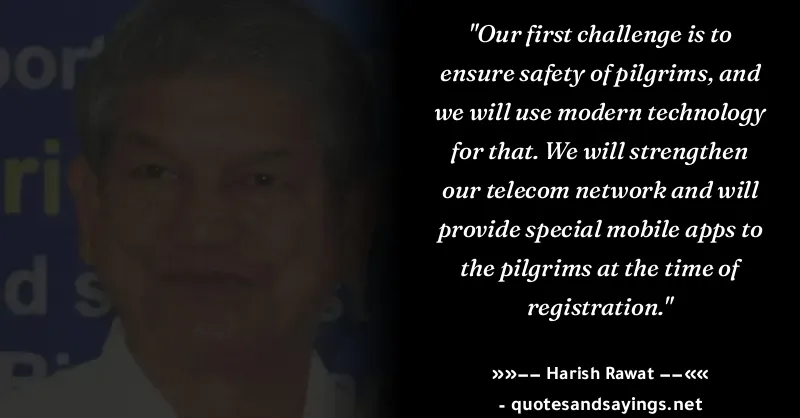 "Our first challenge is to
ensure safety of pilgrims, and
we will use modern technology
for that. We will strengthen
our telecom network and will
provide special mobile apps to
the pilgrims at the time of
registration."
»»−− Harish Rawat −−««
- quotesandsayings.net